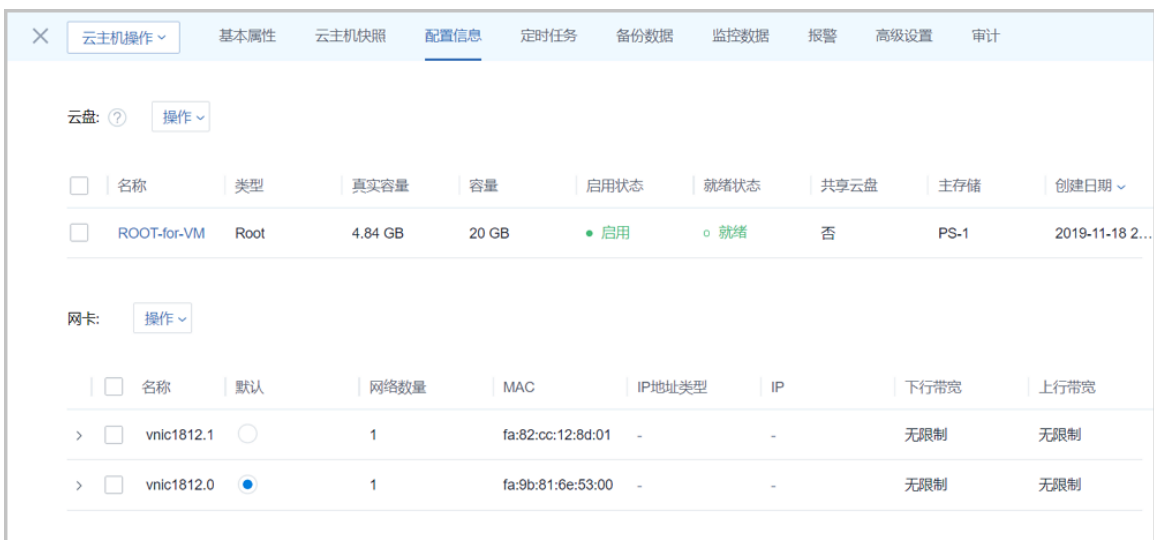 云主机操作 基本属性 云主机快照 配置信息 定时任务 备份数据 监控数据 报警 高级设置 审计
云盘: ? 操作
名称 类型 真实容量 容量 启用状态 就绪状态 共享云盘 主存储 创建日期
ROOT-for-VM Root 4.84 GB 20 GB 启用 就绪 否 PS-1 2019-11-18 2...
网卡: 操作
名称 默认 网络数量 MAC IP地址类型 IP 下行带宽 上行带宽
vnic1812.1 1 fa:82:cc:12:8d:01 - - 无限制 无限制
vnic1812.0 1 fa:9b:81:6e:53:00 - - 无限制 无限制